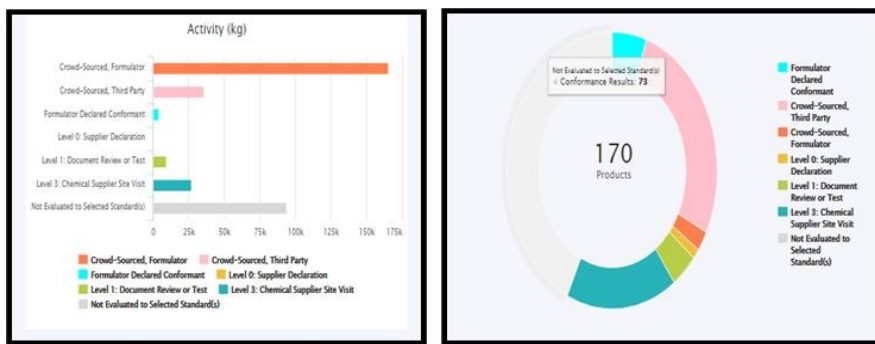 Activity (kg)
Crowd-Sourced, Formulator
Crowd-Sourced, Third Party
Formulator Declared Conformant
Level 0: Supplier Declaration
Level 1: Document Review or Test
Level 3: Chemical Supplier Site Visit
Not Evaluated to Selected Standard(s)
0 25k 50k 75k 100k 125k 150k 175k
Crowd-Sourced, Formulator Crowd-Sourced, Third Party
Formulator Declared Conformant Level 0: Supplier Declaration
Level 1: Document Review or Test Level 3: Chemical Supplier Site Visit
Not Evaluated to Selected Standard(s)
Not Evaluated to Selected Standard(s)
Conformance Results: 73
170
Products
Formulator
Declared
Conformant
Crowd-Sourced,
Third Party
Crowd-Sourced,
Formulator
Level 0: Supplier
Declaration
Level 1: Document
Review or Test
Level 3: Chemical
Supplier Site Visit
Not Evaluated to
Selected
Standard(s)